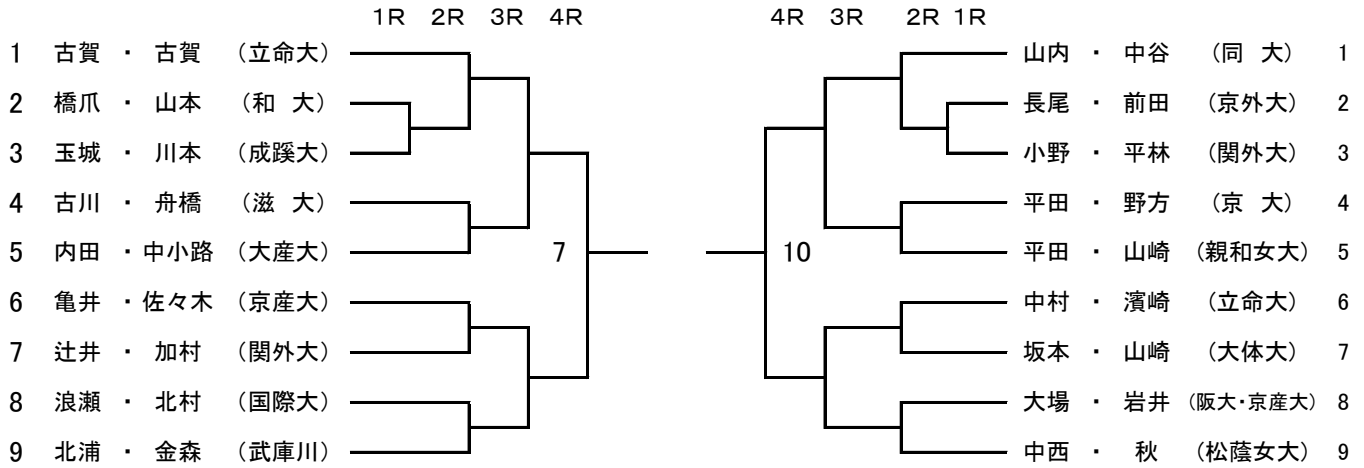 1R 2R 3R 4R
1 古賀 ・ 古賀 (立命大)
2 橋爪 ・ 山本 (和 大)
3 玉城 ・ 川本 (成蹊大)
4 古川 ・ 舟橋 (滋 大)
5 内田 ・ 中小路 (大産大)
6 亀井 ・ 佐々木 (京産大)
7 辻井 ・ 加村 (関外大)
8 浪瀬 ・ 北村 (国際大)
9 北浦 ・ 金森 (武庫川)
7
4R 3R 2R 1R
山内 ・ 中谷 (同 大) 1
長尾 ・ 前田 (京外大) 2
小野 ・ 平林 (関外大) 3
平田 ・ 野方 (京 大) 4
平田 ・ 山崎 (親和女大) 5
中村 ・ 濱崎 (立命大) 6
坂本 ・ 山崎 (大体大) 7
大場 ・ 岩井 (阪大・京産大) 8
中西 ・ 秋 (松蔭女大) 9
10